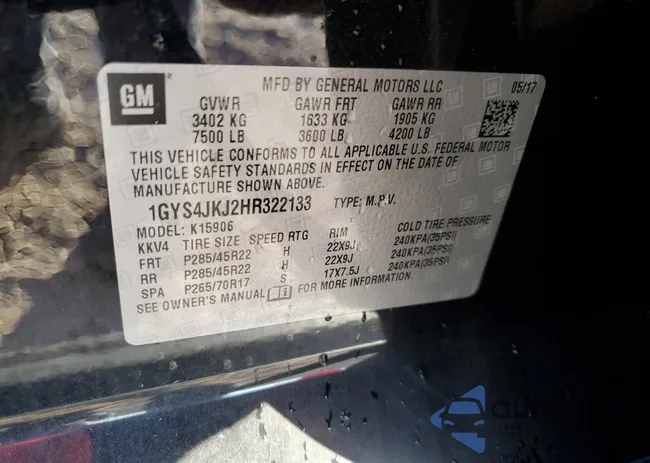 GM
MFD BY GENERAL MOTORS LLC 05/17
GVWR GAWR FRT GAWR RR
3402 KG 1633 KG 1905 KG
7500 LB 3600 LB 4200 LB
THIS VEHICLE CONFORMS TO ALL APPLICABLE U.S. FEDERAL MOTOR
VEHICLE SAFETY STANDARDS IN EFFECT ON THE DATE OF
MANUFACTURE SHOWN ABOVE.
1GYS4JKJ2HR322133 TYPE: M.P.V.
MODEL: K15906
KKV4 TIRE SIZE SPEED RTG RIM COLD TIRE PRESSURE
FRT P285/45R22 H 22X9J 240KPA(35PSI)
RR P285/45R22 H 22X9J 240KPA(35PSI)
SPA P265/70R17 S 17X7.5J 240KPA(35PSI)
SEE OWNER'S MANUAL FOR MORE INFORMATION.